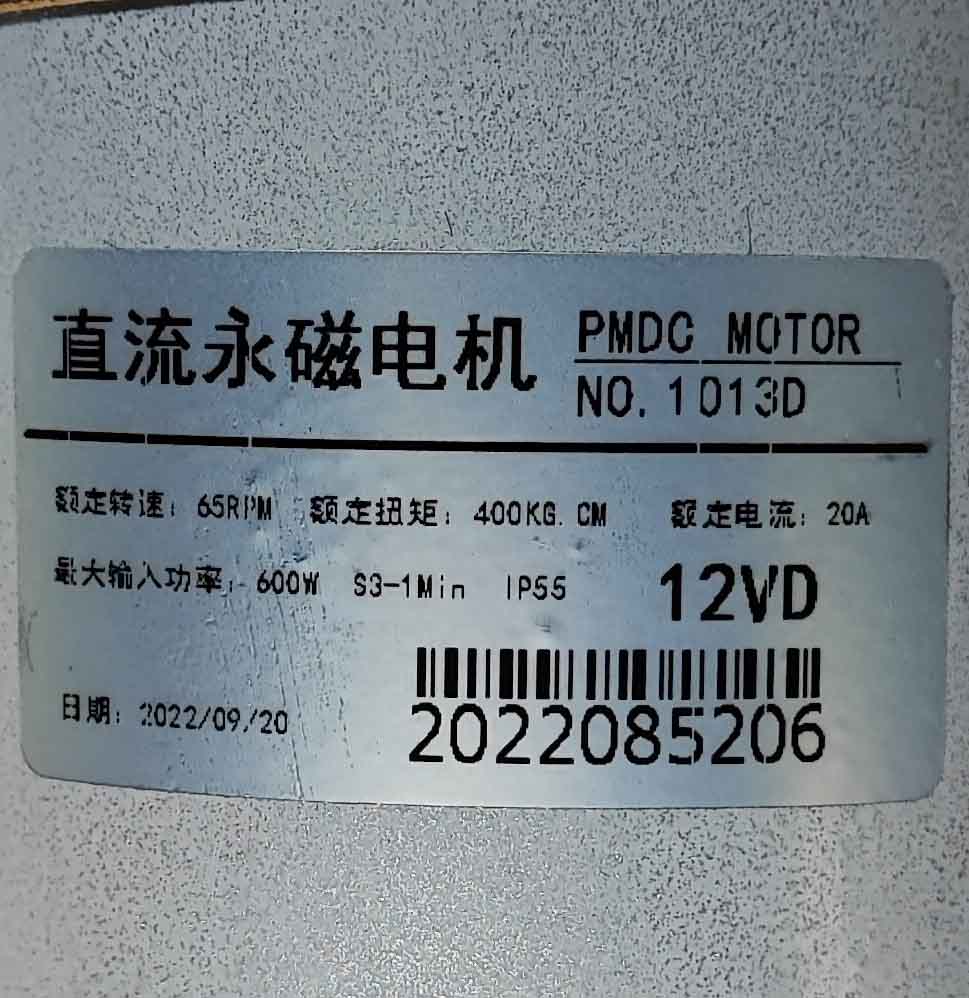 直流永磁电机 PMDC MOTOR
NO.1013D
额定转速: 65RPM 额定扭矩: 400KG.CM 额定电流: 20A
最大输入功率: 600W S3-1Min IP55 12VD
日期: 2022/09/20
2022085206